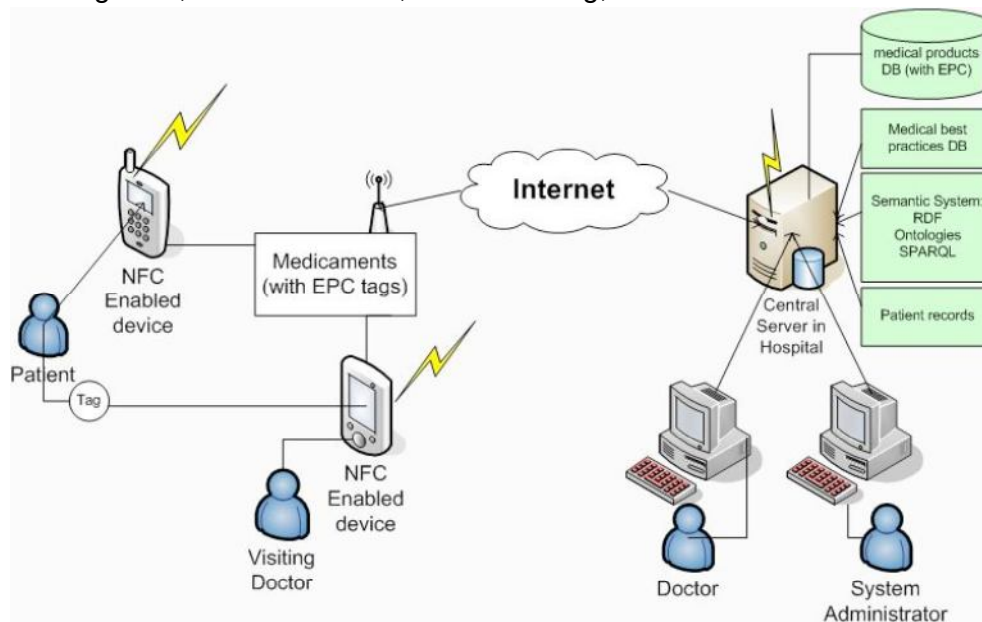 medical products
DB (with EPC)
Medical best
practices DB
Internet
Semantic System:
RDF
Ontologies
SPARQL
Medicaments
(with EPC tags)
NFC
Enabled
device
Central
Server in
Hospital
Patient records
Patient
Tag
NFC
Enabled
device
Visiting
Doctor
Doctor
System
Administrator